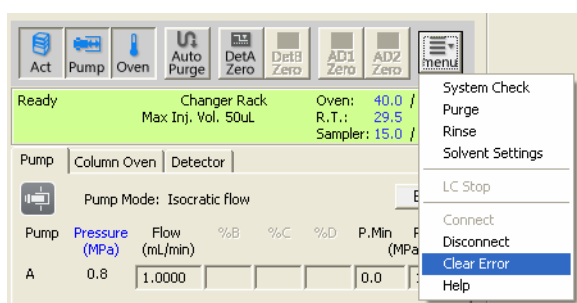 Act Pump Oven Auto Purge DetA Zero DetB Zero AD1 Zero AD2 Zero menu
Ready Changer Rack Oven: 40.0 /
Max Inj. Vol. 50uL R.T.: 29.5
Sampler: 15.0 /
System Check
Purge
Rinse
Solvent Settings
LC Stop
Connect
Disconnect
Clear Error
Help
Pump Column Oven Detector
Pump Mode: Isocratic flow
Pump Pressure (MPa) Flow (mL/min) %B %C %D P.Min
A 0.8 1.0000 0.0